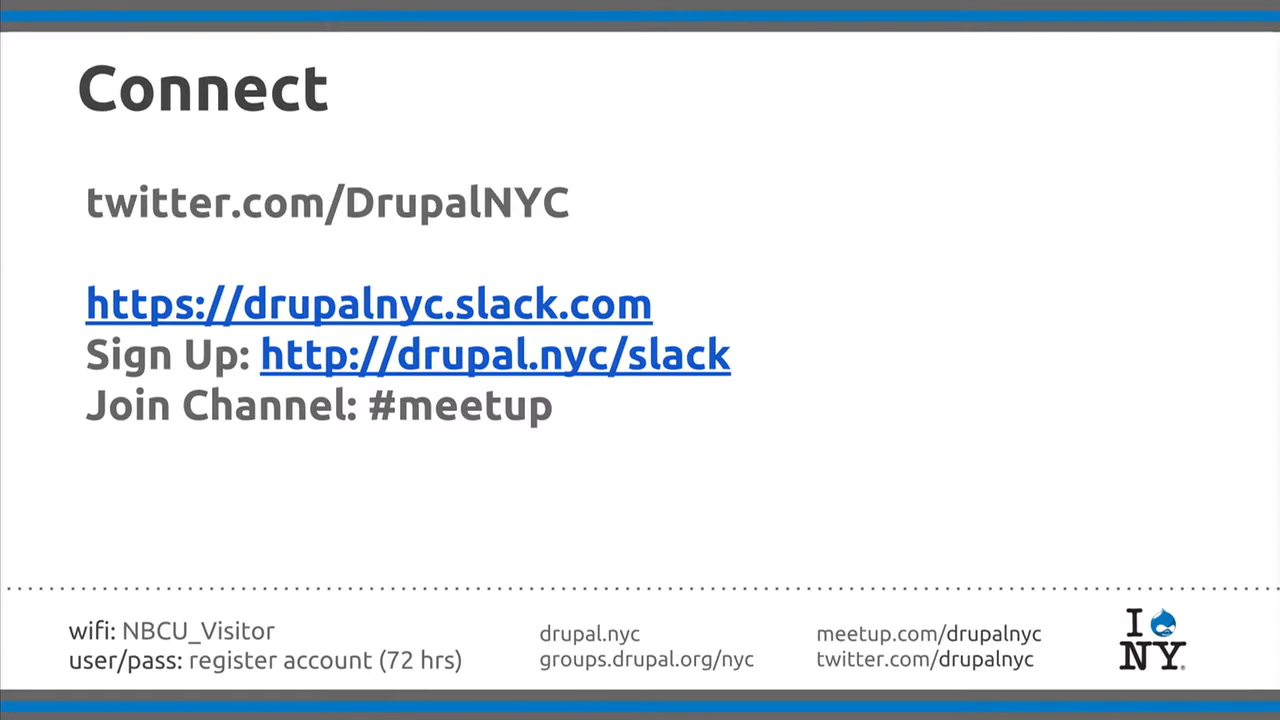 Connect
twitter.com/DrupalNYC
https://drupalnyc.slack.com
Sign Up: http://drupal.nyc/slack
Join Channel: #meetup
wifi: NBCU_Visitor
user/pass: register account (72 hrs)
drupal.nyc
groups.drupal.org/nyc
meetup.com/drupalnyc
twitter.com/drupalnyc
I
NY®